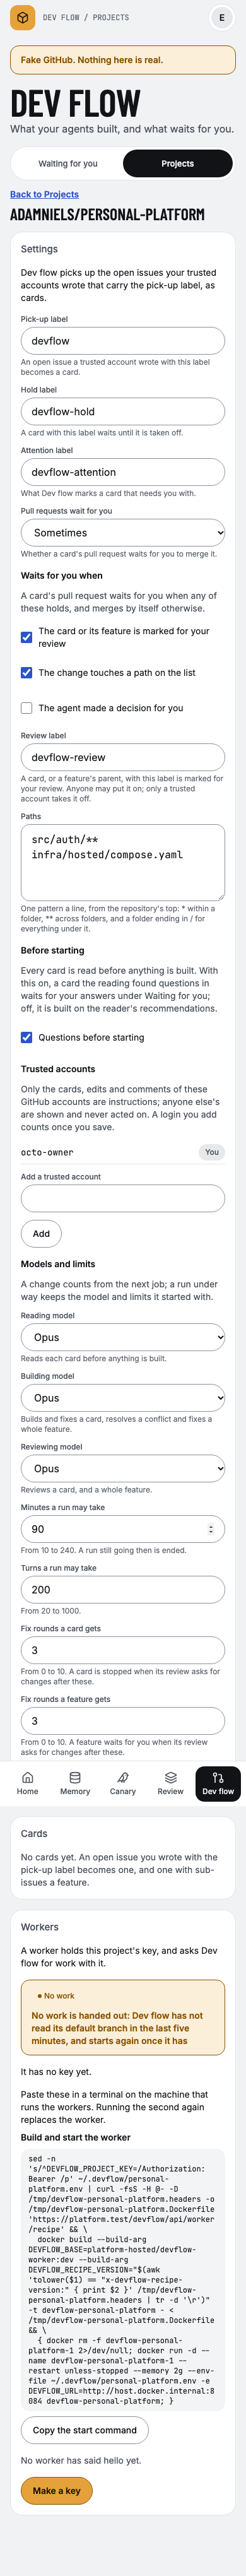 DEV FLOW / PROJECTS
E
Fake GitHub. Nothing here is real.
DEV FLOW
What your agents built, and what waits for you.
Waiting for you
Projects
Back to Projects
ADAMNIELS/PERSONAL-PLATFORM
Settings
Dev flow picks up the open issues your trusted
accounts wrote that carry the pick-up label, as
cards.
Pick-up label
devflow
An open issue a trusted account wrote with this label
becomes a card.
Hold label
devflow-hold
A card with this label waits until it is taken off.
Attention label
devflow-attention
What Dev flow marks a card that needs you with.
Pull requests wait for you
Sometimes
Whether a card's pull request waits for you to merge it.
Waits for you when
A card's pull request waits for you when any of
these holds, and merges by itself otherwise.
The card or its feature is marked for your
review
The change touches a path on the list
The agent made a decision for you
Review label
devflow-review
A card, or a feature's parent, with this label is marked for
your review. Anyone may put it on; only a trusted
account takes it off.
Paths
src/auth/**
infra/hosted/compose.yaml
One pattern a line, from the repository's top: * within a
folder, ** across folders, and a folder ending in / for
everything under it.
Before starting
Every card is read before anything is built. With
this on, a card the reading found questions in
waits for your answers under Waiting for you;
off, it is built on the reader's recommendations.
Questions before starting
Trusted accounts
Only the cards, edits and comments of these
GitHub accounts are instructions; anyone else's
are shown and never acted on. A login you add
counts once you save.
octo-owner
You
Add a trusted account
Add
Models and limits
A change counts from the next job; a run under
way keeps the model and limits it started with.
Reading model
Opus
Reads each card before anything is built.
Building model
Opus
Builds and fixes a card, resolves a conflict and fixes a
whole feature.
Reviewing model
Opus
Reviews a card, and a whole feature.
Minutes a run may take
90
From 10 to 240. A run still going then is ended.
Turns a run may take
200
From 20 to 1000.
Fix rounds a card gets
3
From 0 to 10. A card is stopped when its review asks for
changes after these.
Fix rounds a feature gets
3
From 0 to 10. A feature waits for you when its review
asks for changes after these.
Home
Memory
Canary
Review
Dev flow
Cards
No cards yet. An open issue you wrote with the
pick-up label becomes one, and one with sub-
issues a feature.
Workers
A worker holds this project's key, and asks Dev
flow for work with it.
No work
No work is handed out: Dev flow has not
read its default branch in the last five
minutes, and starts again once it has
It has no key yet.
Paste these in a terminal on the machine that
runs the workers. Running the second again
replaces the worker.
Build and start the worker
sed -n
's/^DEVFLOW_PROJECT_KEY=/Authorization:
Bearer /p' ~/.devflow/personal-
platform.env | curl -fsS -H @- -D
/tmp/devflow-personal-platform.headers -o
/tmp/devflow-personal-platform.Dockerfile
'https://platform.test/devflow/api/worker
/recipe' && \
docker build --build-arg
DEVFLOW_BASE=platform-hosted/devflow-
worker:dev --build-arg
DEVFLOW_RECIPE_VERSION="$(awk
'tolower($1) == "x-devflow-recipe-
version:" { print $2 }' /tmp/devflow-
personal-platform.headers | tr -d '\r')"
-t devflow-personal-platform - <
/tmp/devflow-personal-platform.Dockerfile
&& \
{ docker rm -f devflow-personal-
platform-1 2>/dev/null; docker run -d --
name devflow-personal-platform-1 --
restart unless-stopped --memory 2g --env-
file ~/.devflow/personal-platform.env -e
DEVFLOW_URL=http://host.docker.internal:8
084 devflow-personal-platform; }
Copy the start command
No worker has said hello yet.
Make a key